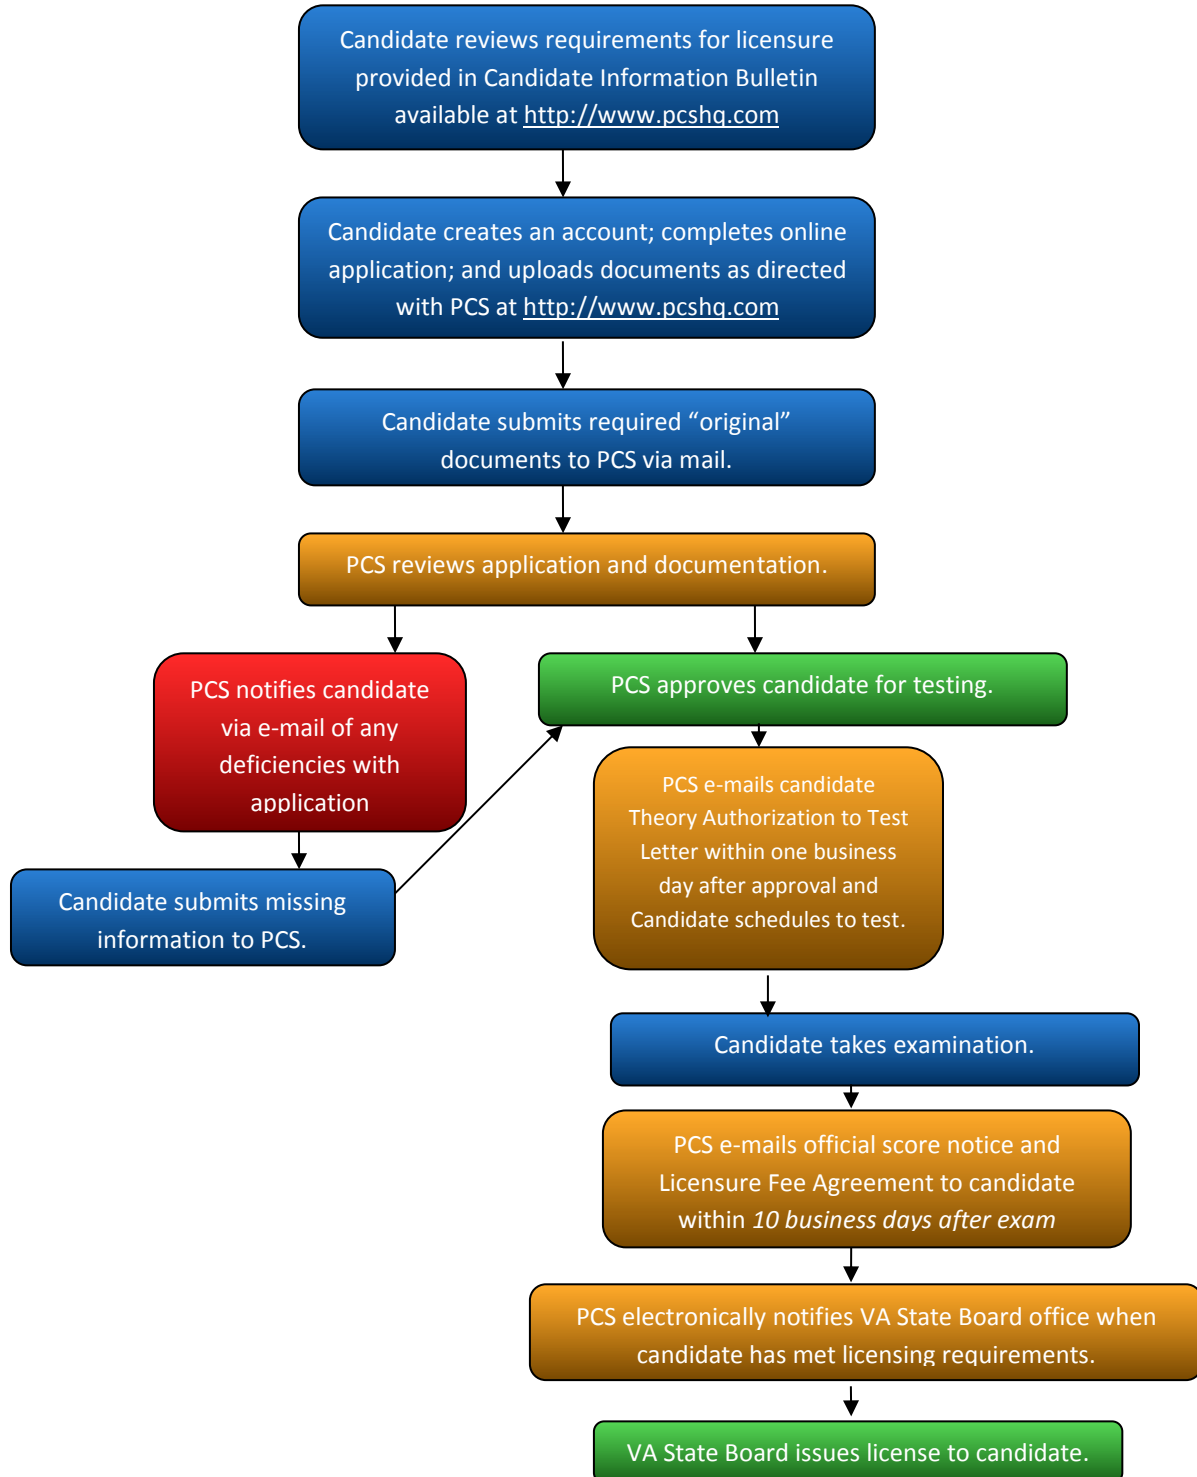 Candidate reviews requirements for licensure
provided in Candidate Information Bulletin
available at http://www.pcshq.com
Candidate creates an account; completes online
application; and uploads documents as directed
with PCS at http://www.pcshq.com
Candidate submits required “original”
documents to PCS via mail.
PCS reviews application and documentation.
PCS notifies candidate
via e-mail of any
deficiencies with
application
PCS approves candidate for testing.
Candidate submits missing
information to PCS.
PCS e-mails candidate
Theory Authorization to Test
Letter within one business
day after approval and
Candidate schedules to test.
Candidate takes examination.
PCS e-mails official score notice and
Licensure Fee Agreement to candidate
within 10 business days after exam
PCS electronically notifies VA State Board office when
candidate has met licensing requirements.
VA State Board issues license to candidate.